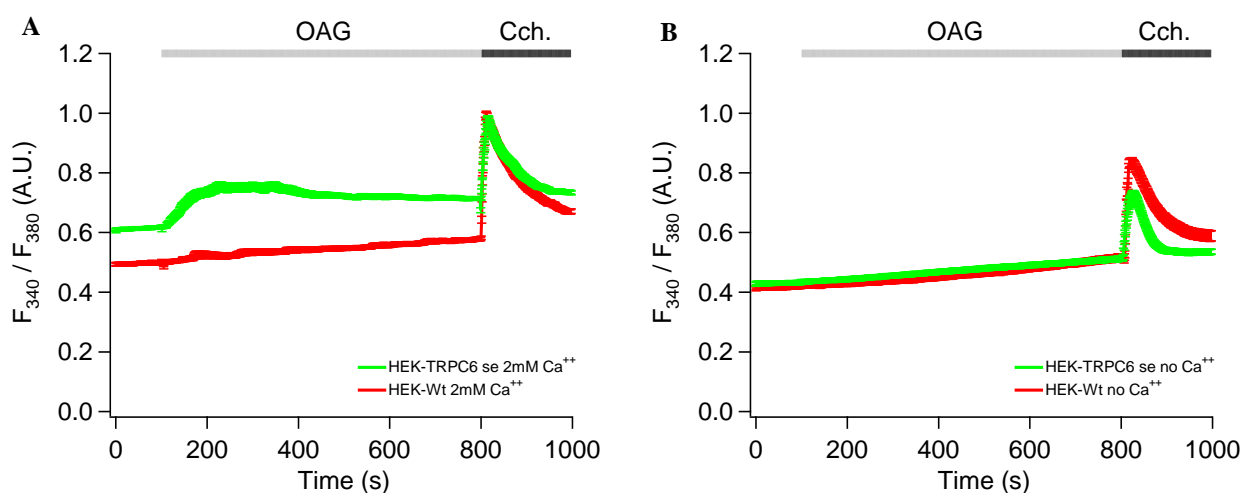 A
OAG
Cch.
1.2
1.0
0.8
0.6
0.4
0.2
0.0
F340 / F380 (A.U.)
HEK-TRPC6 se 2mM Ca++
HEK-Wt 2mM Ca++
0 200 400 600 800 1000
Time (s)
B
OAG
Cch.
1.2
1.0
0.8
0.6
0.4
0.2
0.0
F340 / F380 (A.U.)
HEK-TRPC6 se no Ca++
HEK-Wt no Ca++
0 200 400 600 800 1000
Time (s)